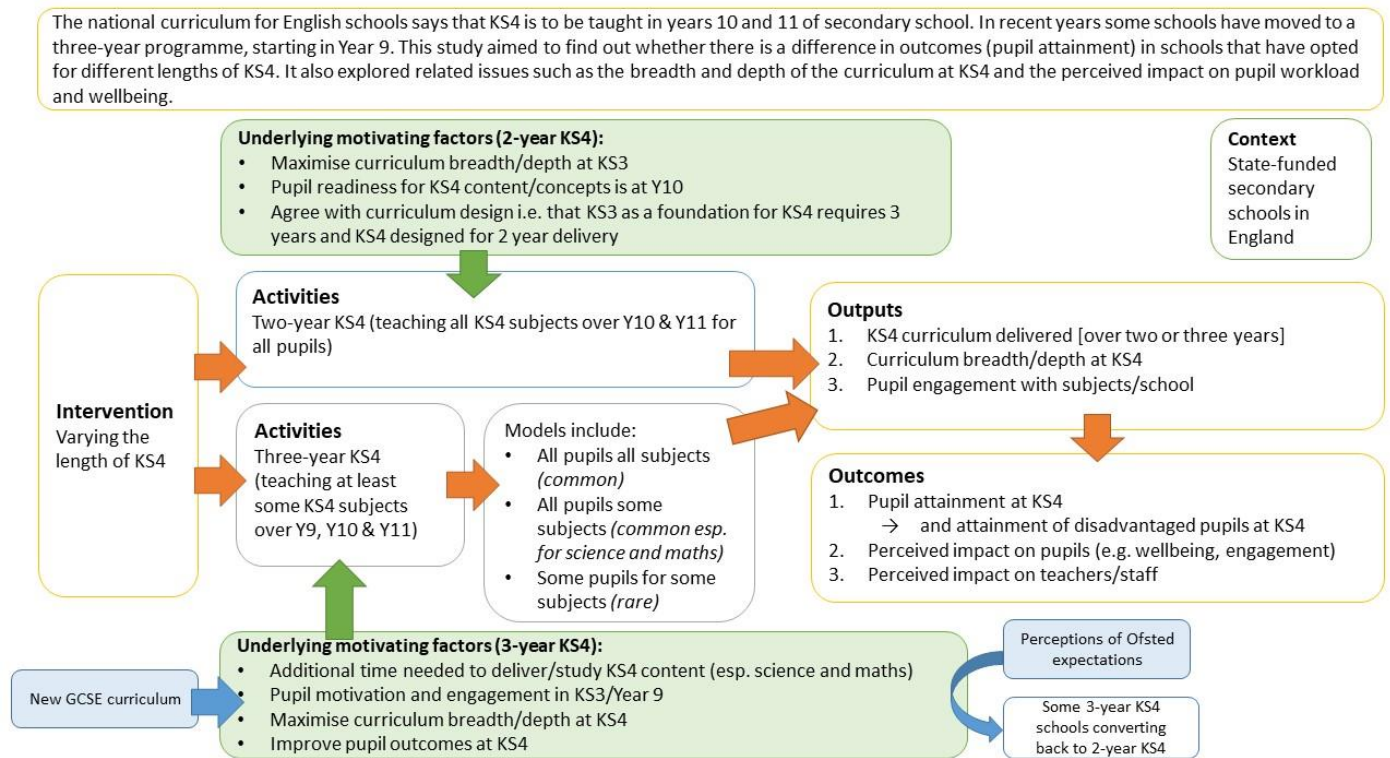 The national curriculum for English schools says that KS4 is to be taught in years 10 and 11 of secondary school. In recent years some schools have moved to a
three-year programme, starting in Year 9. This study aimed to find out whether there is a difference in outcomes (pupil attainment) in schools that have opted
for different lengths of KS4. It also explored related issues such as the breadth and depth of the curriculum at KS4 and the perceived impact on pupil workload
and wellbeing.
Underlying motivating factors (2-year KS4):
• Maximise curriculum breadth/depth at KS3
• Pupil readiness for KS4 content/concepts is at Y10
• Agree with curriculum design i.e. that KS3 as a foundation for KS4 requires 3
years and KS4 designed for 2 year delivery
Context
State-funded
secondary
schools in
England
Intervention
Varying the
length of KS4
Activities
Two-year KS4 (teaching all KS4 subjects over Y10 & Y11 for
all pupils)
Activities
Three-year KS4
(teaching at least
some KS4 subjects
over Y9, Y10 & Y11)
Models include:
• All pupils all subjects
(common)
• All pupils some
subjects (common esp.
for science and maths)
• Some pupils for some
subjects (rare)
Outputs
1. KS4 curriculum delivered [over two or three years]
2. Curriculum breadth/depth at KS4
3. Pupil engagement with subjects/school
Outcomes
1. Pupil attainment at KS4
→ and attainment of disadvantaged pupils at KS4
2. Perceived impact on pupils (e.g. wellbeing, engagement)
3. Perceived impact on teachers/staff
New GCSE curriculum
Underlying motivating factors (3-year KS4):
• Additional time needed to deliver/study KS4 content (esp. science and maths)
• Pupil motivation and engagement in KS3/Year 9
• Maximise curriculum breadth/depth at KS4
• Improve pupil outcomes at KS4
Perceptions of Ofsted
expectations
Some 3-year KS4
schools converting
back to 2-year KS4